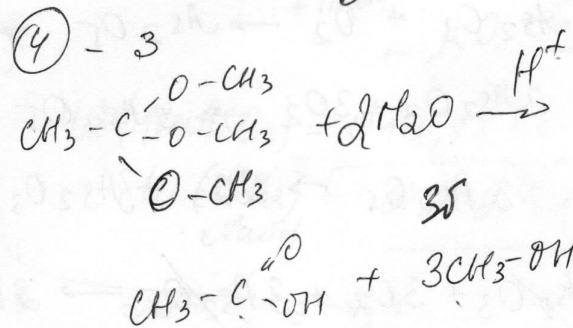 ④ - 3
O-CH3
CH3-C-O-CH3 +2H2O H+ →
O-CH3
3б
CH3-C=O-OH + 3CH3-OH